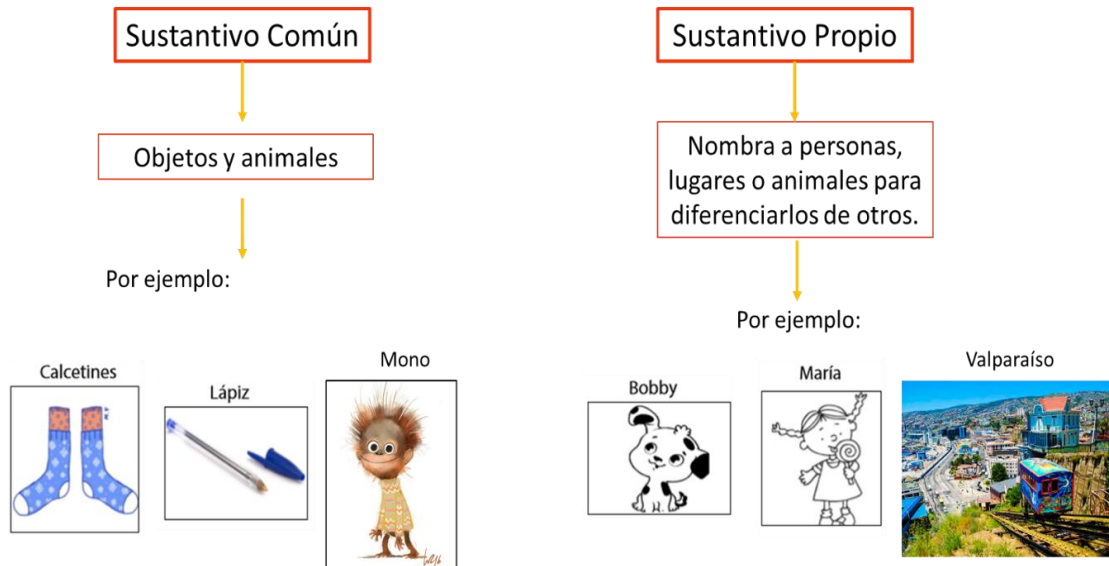 Sustantivo Común
Objetos y animales
Por ejemplo:
Calcetines
Lápiz
Mono
Sustantivo Propio
Nombra a personas,
lugares o animales para
diferenciarlos de otros.
Por ejemplo:
Bobby
María
Valparaíso